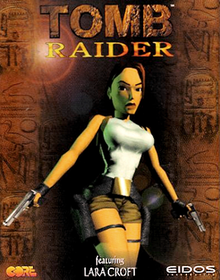 TOMB
RAIDER
featuring
LARA CROFT
CORE
EIDOS